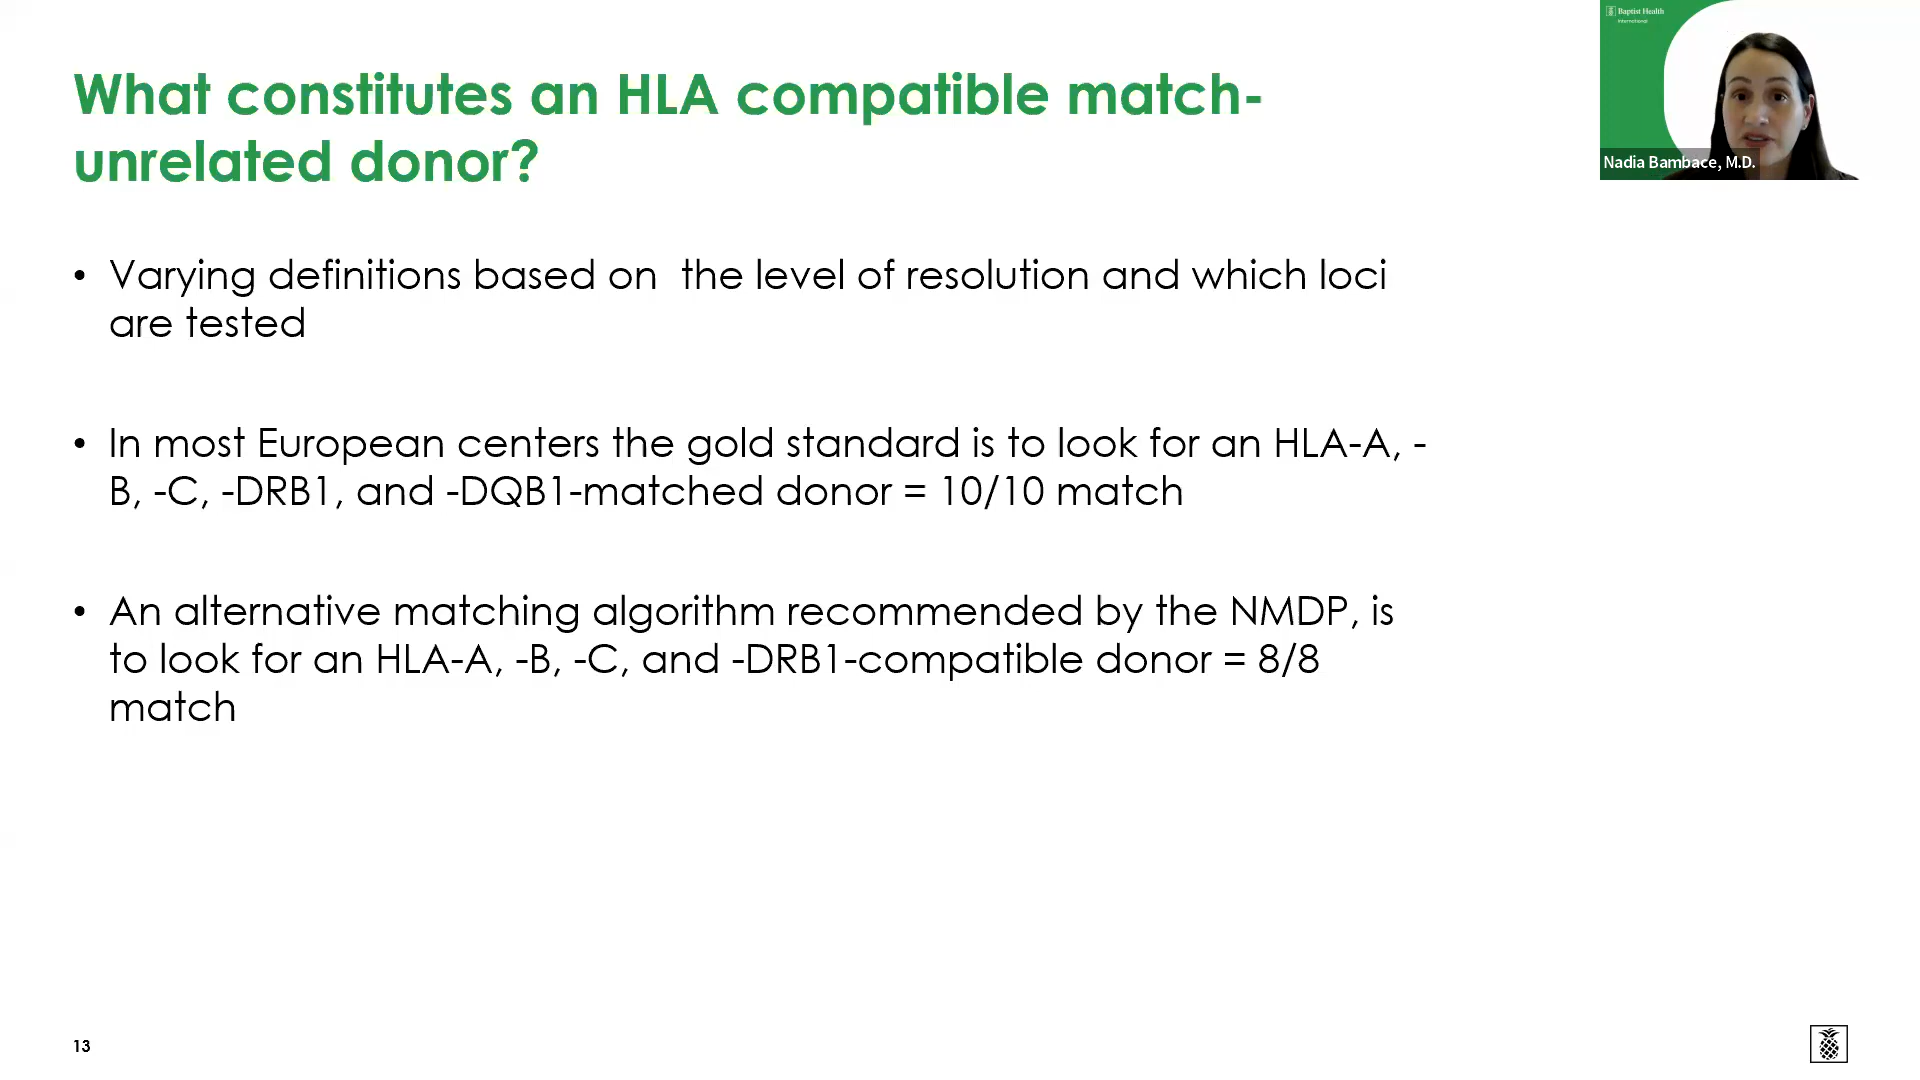 Baptist Health
International
What constitutes an HLA compatible match-
unrelated donor?
Nadia Bambace, M.D.
• Varying definitions based on  the level of resolution and which loci
are tested
• In most European centers the gold standard is to look for an HLA-A, -
B, -C, -DRB1, and -DQB1-matched donor = 10/10 match
• An alternative matching algorithm recommended by the NMDP, is
to look for an HLA-A, -B, -C, and -DRB1-compatible donor = 8/8
match
13